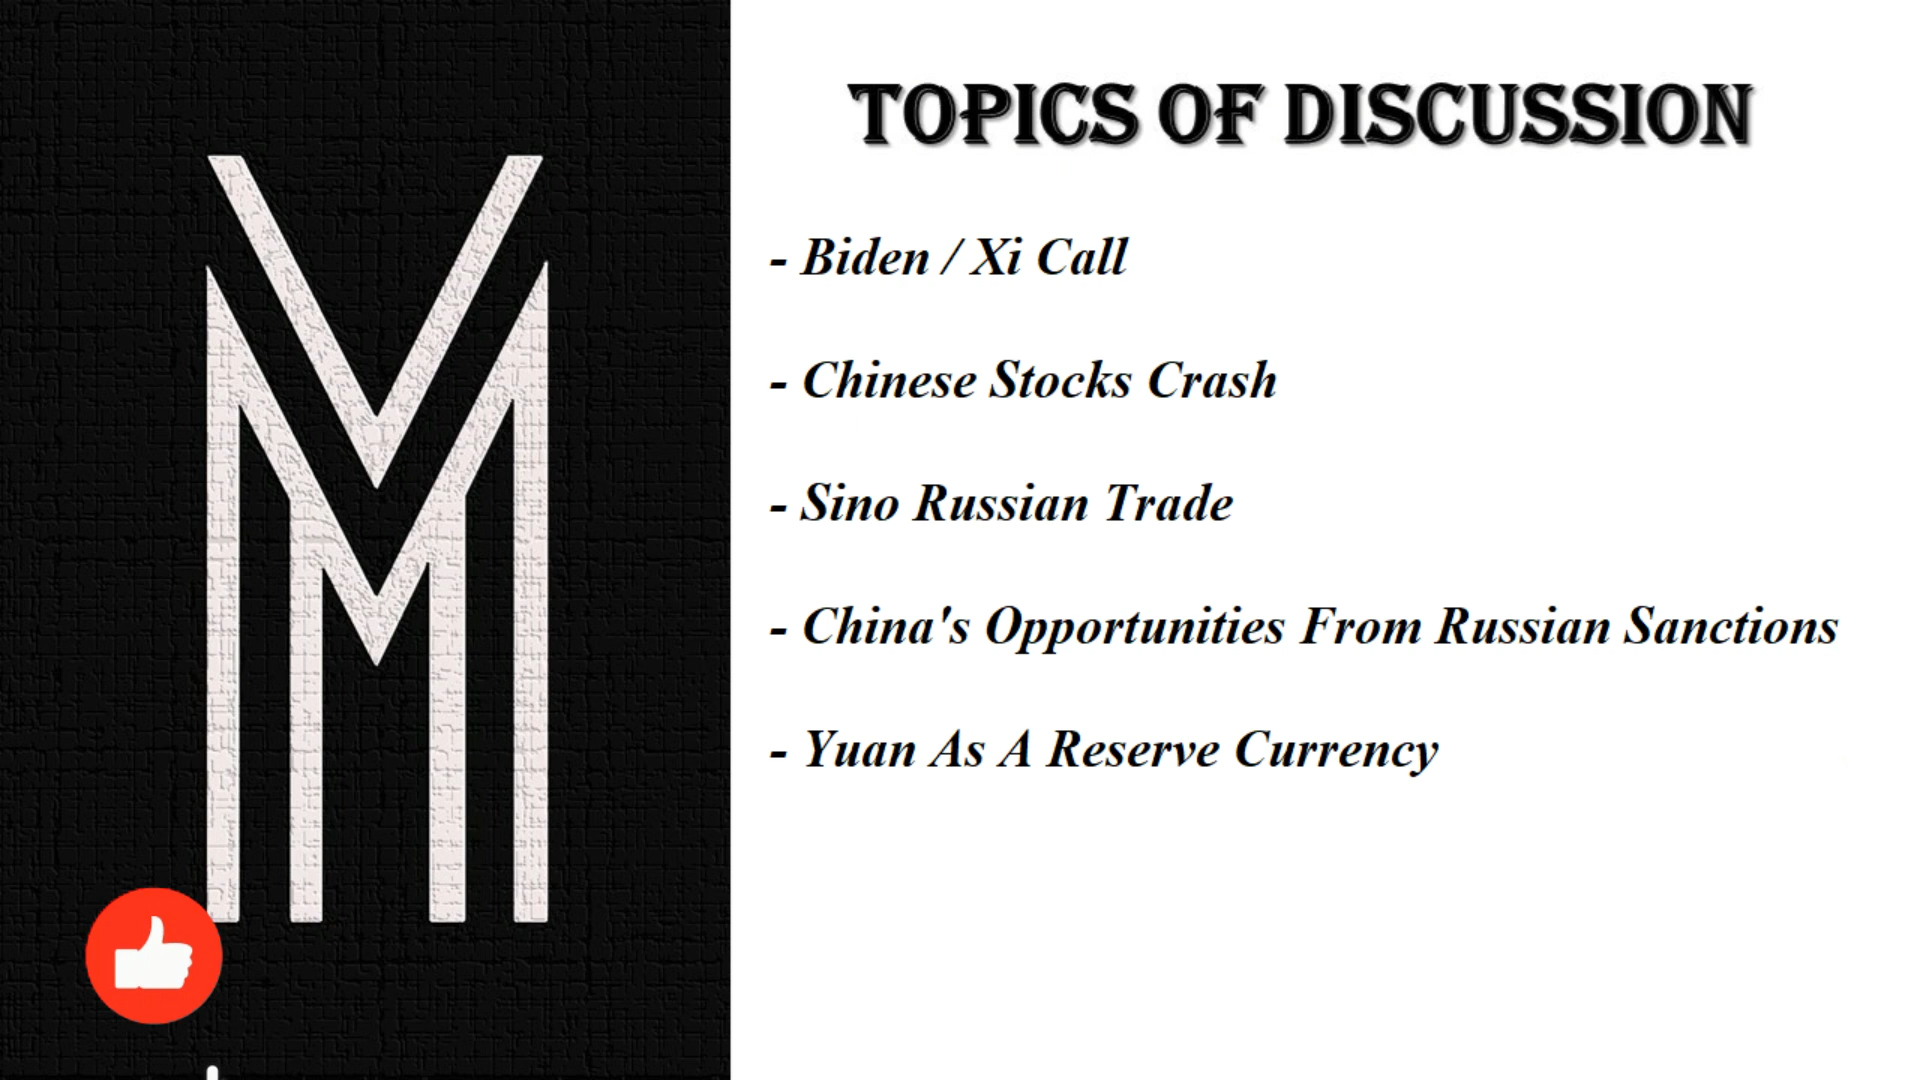 TOPICS OF DISCUSSION
- Biden / Xi Call
- Chinese Stocks Crash
- Sino Russian Trade
- China's Opportunities From Russian Sanctions
- Yuan As A Reserve Currency